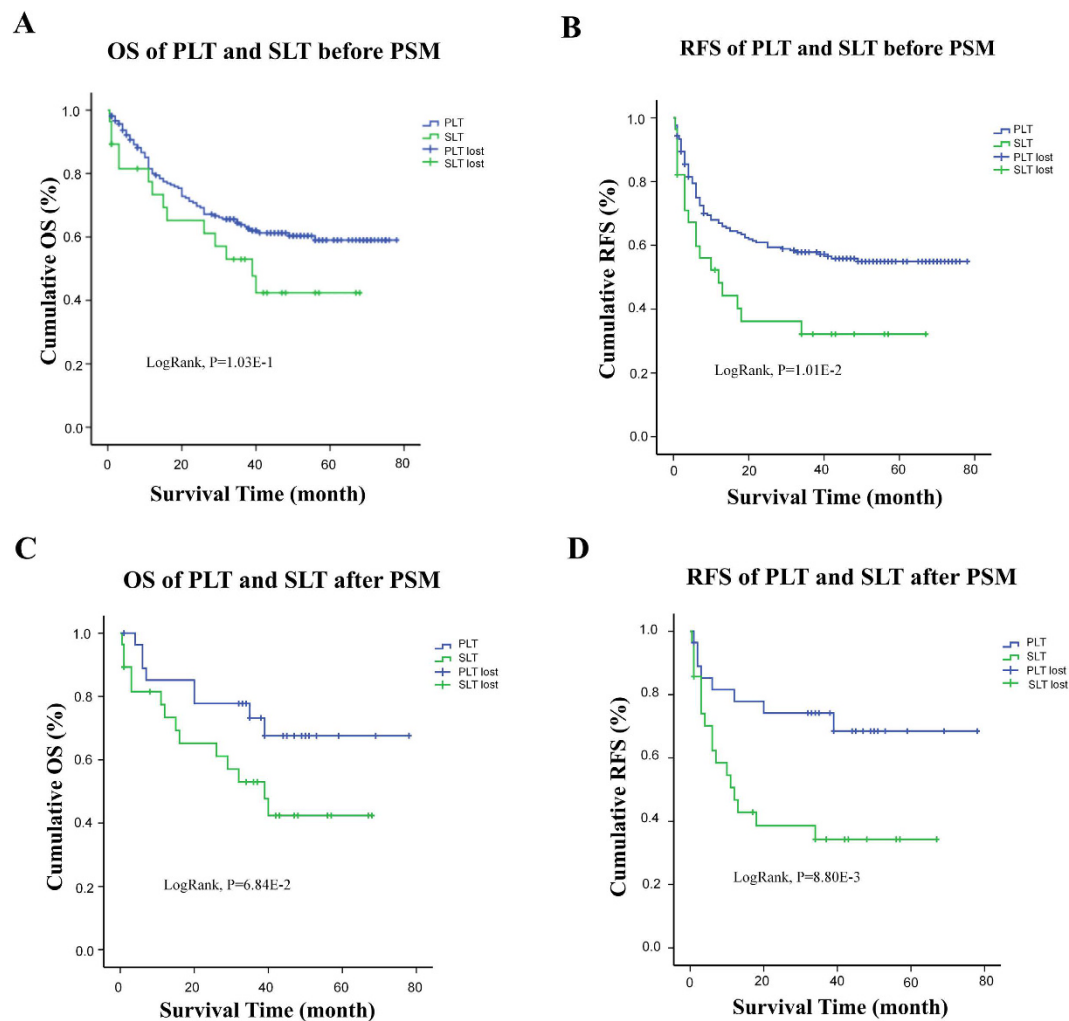 A
OS of PLT and SLT before PSM
Cumulative OS (%)
1.0
0.8
0.6
0.4
0.2
0.0
PLT
SLT
PLT lost
SLT lost
LogRank, P=1.03E-1
0 20 40 60 80
Survival Time (month)
B
RFS of PLT and SLT before PSM
Cumulative RFS (%)
1.0
0.8
0.6
0.4
0.2
0.0
PLT
SLT
PLT lost
SLT lost
LogRank, P=1.01E-2
0 20 40 60 80
Survival Time (month)
C
OS of PLT and SLT after PSM
Cumulative OS (%)
1.0
0.8
0.6
0.4
0.2
0.0
PLT
SLT
PLT lost
SLT lost
LogRank, P=6.84E-2
0 20 40 60 80
Survival Time (month)
D
RFS of PLT and SLT after PSM
Cumulative RFS (%)
1.0
0.8
0.6
0.4
0.2
0.0
PLT
SLT
PLT lost
SLT lost
LogRank, P=8.80E-3
0 20 40 60 80
Survival Time (month)